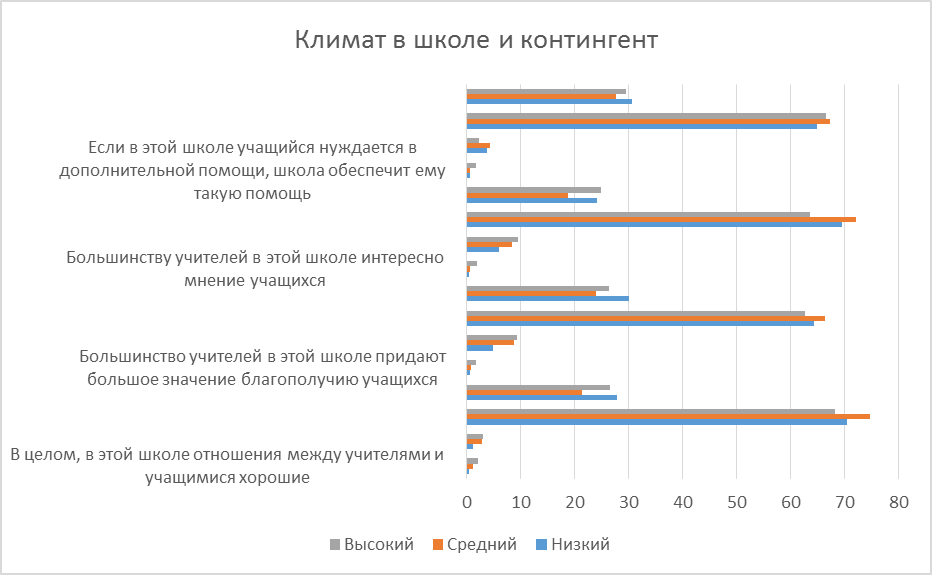 Климат в школе и контингент
Если в этой школе учащийся нуждается в
дополнительной помощи, школа обеспечит ему
такую помощь
Большинству учителей в этой школе интересно
мнение учащихся
Большинство учителей в этой школе придают
большое значение благополучию учащихся
В целом, в этой школе отношения между учителями и
учащимися хорошие
0 10 20 30 40 50 60 70 80
Высокий Средний Низкий